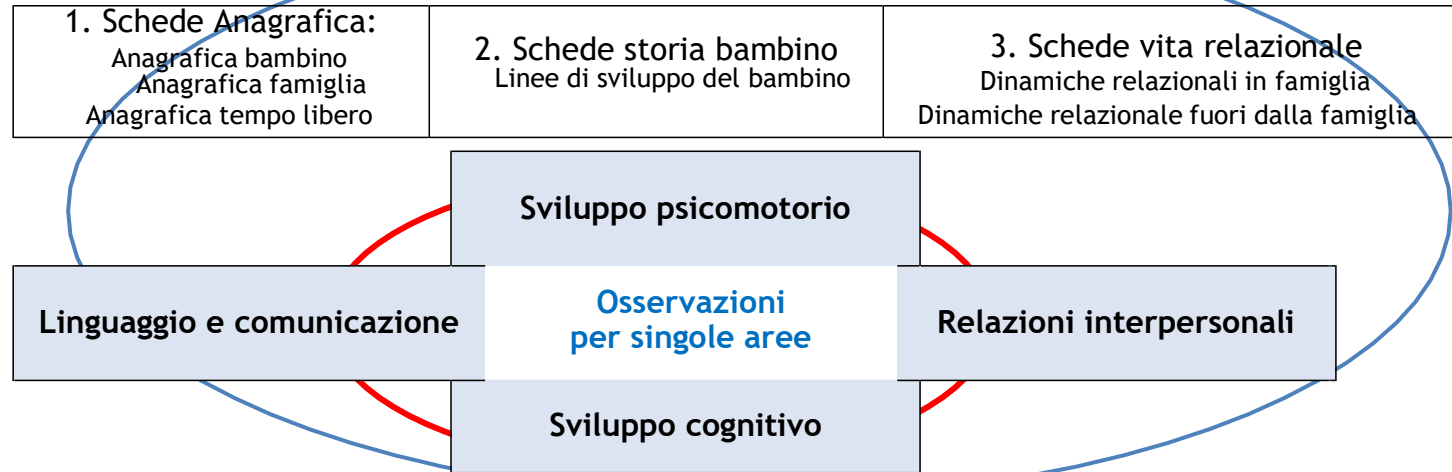 1. Schede Anagrafica:
Anagrafica bambino
Anagrafica famiglia
Anagrafica tempo libero
2. Schede storia bambino
Linee di sviluppo del bambino
3. Schede vita relazionale
Dinamiche relazionali in famiglia
Dinamiche relazionale fuori dalla famiglia
Sviluppo psicomotorio
Linguaggio e comunicazione
Osservazioni
per singole aree
Relazioni interpersonali
Sviluppo cognitivo